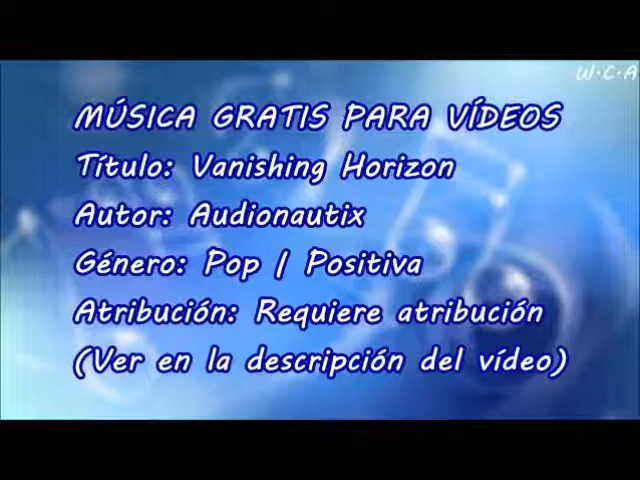 W.C.A
MÚSICA GRATIS PARA VÍDEOS
Título: Vanishing Horizon
Autor: Audionautix
Género: Pop / Positiva
Atribución: Requiere atribución
(Ver en la descripción del vídeo)